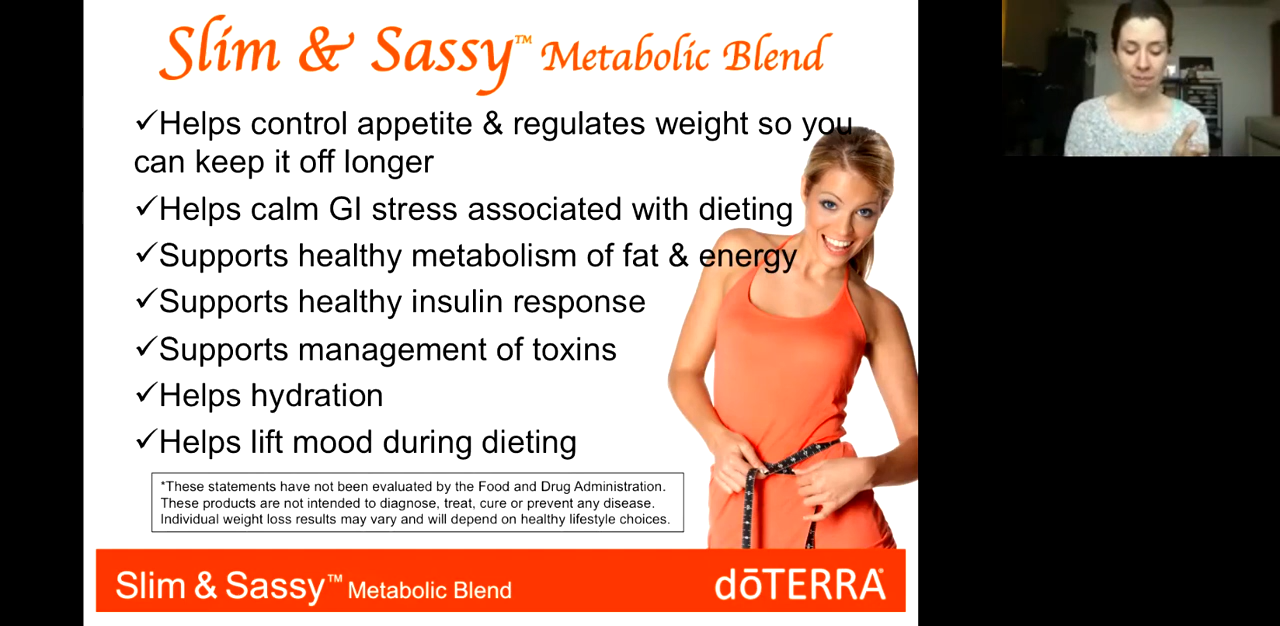 Slim & Sassy™ Metabolic Blend
✓Helps control appetite & regulates weight so you
can keep it off longer
✓Helps calm GI stress associated with dieting
✓Supports healthy metabolism of fat & energy
✓Supports healthy insulin response
✓Supports management of toxins
✓Helps hydration
✓Helps lift mood during dieting
*These statements have not been evaluated by the Food and Drug Administration.
These products are not intended to diagnose, treat, cure or prevent any disease.
Individual weight loss results may vary and will depend on healthy lifestyle choices.
Slim & Sassy™ Metabolic Blend
dōTERRA®